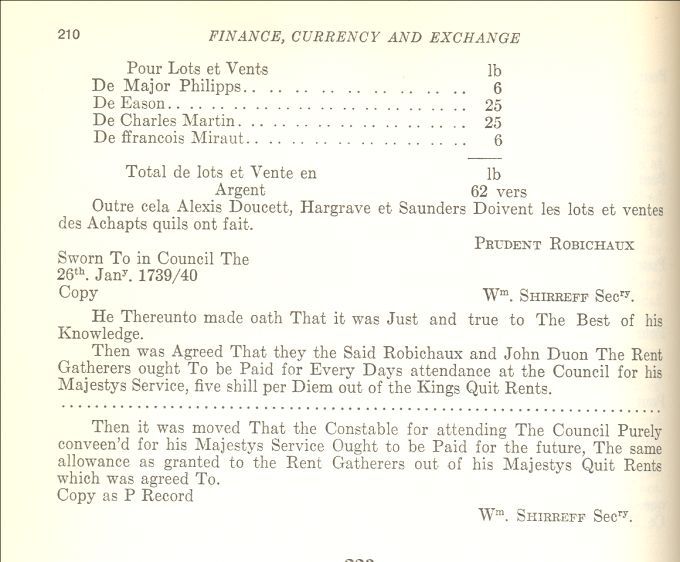 210 FINANCE, CURRENCY AND EXCHANGE
Pour Lots et Vents lb
De Major Philipps.. .. .. .. .. .. .. .. .. 6
De Eason.. .. .. .. .. .. .. .. .. .. .. .. 25
De Charles Martin. .. .. .. .. .. .. .. .. .. 25
De ffrancois Miraut.. .. .. .. .. .. .. .. .. 6
Total de lots et Vente en lb
Argent 62 vers
Outre cela Alexis Doucett, Hargrave et Saunders Doivent les lots et ventes
des Achapts quils ont fait.
PRUDENT ROBICHAUX
Sworn To in Council The
26th. Jany. 1739/40
Copy Wm. SHIRREFF Secry.
He Thereunto made oath That it was Just and true to The Best of his
Knowledge.
Then was Agreed That they the Said Robichaux and John Duon The Rent
Gatherers ought To be Paid for Every Days attendance at the Council for his
Majestys Service, five shill per Diem out of the Kings Quit Rents.
Then it was moved That the Constable for attending The Council Purely
conveen'd for his Majestys Service Ought to be Paid for the future, The same
allowance as granted to the Rent Gatherers out of his Majestys Quit Rents
which was agreed To.
Copy as P Record
Wm. SHIRREFF Secry.